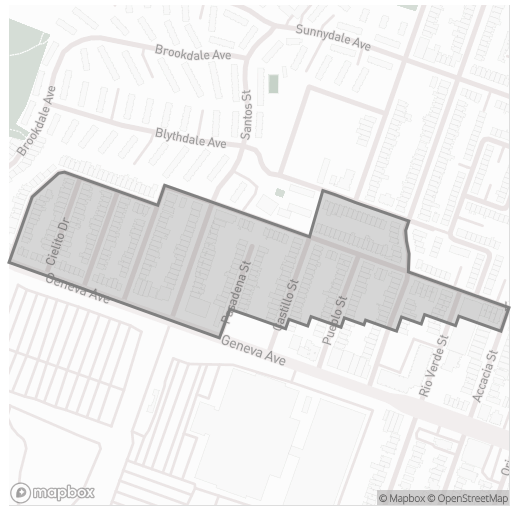 Sunnydale Ave
Brookdale Ave
Brookdale Ave
Santos St
Blythdale Ave
Cielito Dr
Geneva Ave
Pasadena St
Castillo St
Pueblo St
Geneva Ave
Rio Verde St
Accacia St
Ori
mapbox
© Mapbox © OpenStreetMap